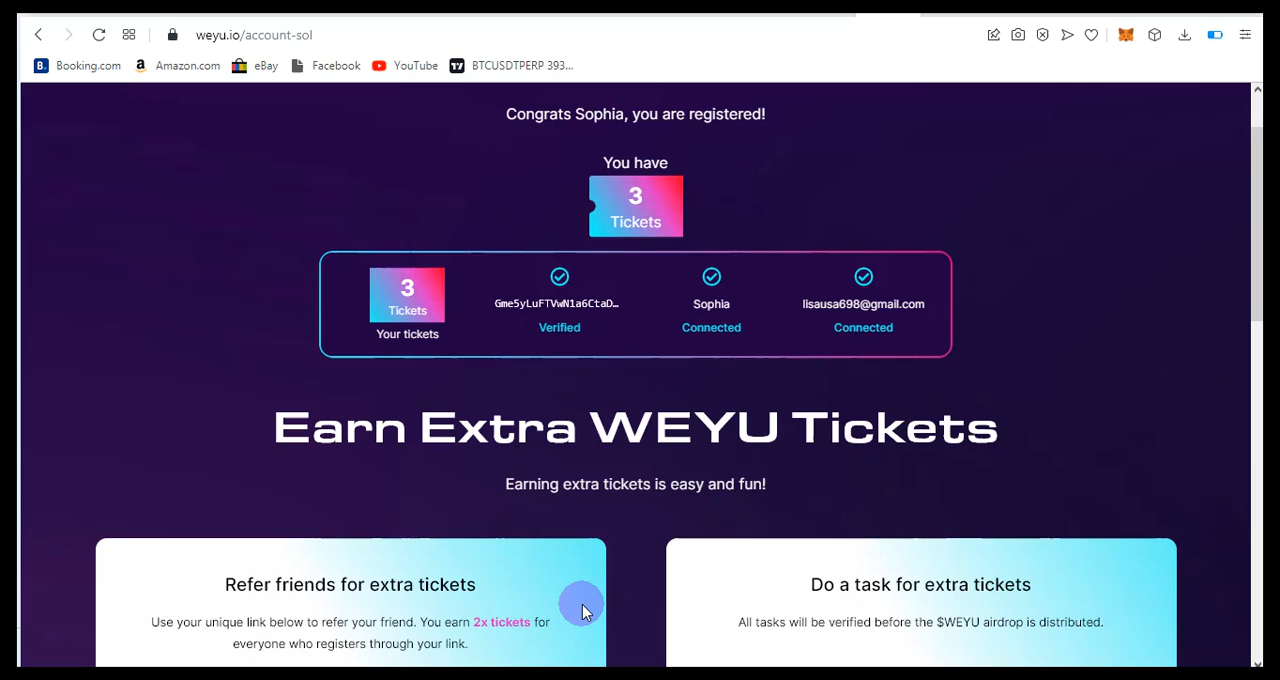 weyu.io/account-sol
B. Booking.com a Amazon.com eBay Facebook YouTube 17 BTCUSDTPERP 393...
Congrats Sophia, you are registered!
You have
3
Tickets
3
Tickets
Your tickets
Gme5yLuFTVwN1a6CtaD...
Verified
Sophia
Connected
lisausa698@gmail.com
Connected
Earn Extra WEYU Tickets
Earning extra tickets is easy and fun!
Refer friends for extra tickets
Use your unique link below to refer your friend. You earn 2x tickets for
everyone who registers through your link.
Do a task for extra tickets
All tasks will be verified before the $WEYU airdrop is distributed.